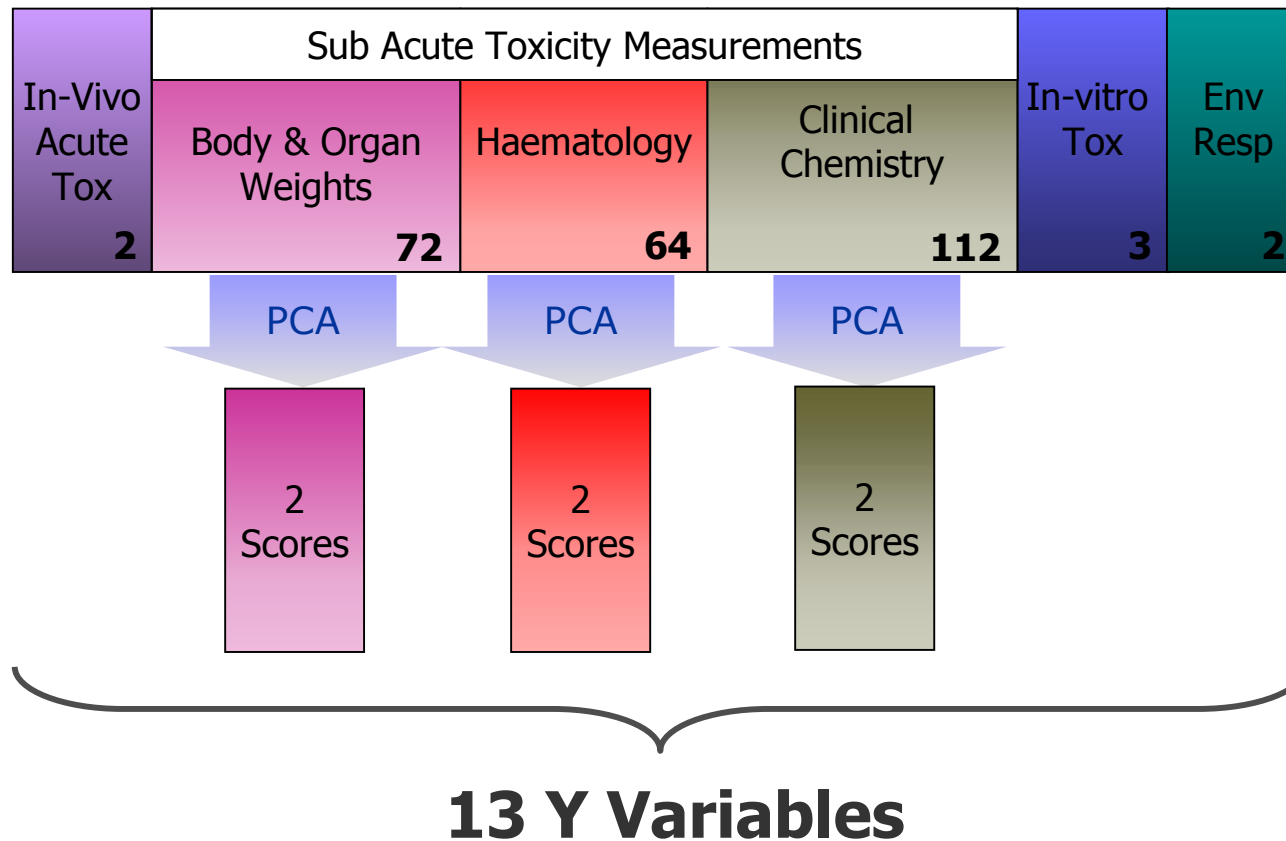 Sub Acute Toxicity Measurements
In-Vivo
Acute
Tox
2
Body & Organ
Weights
72
Haematology
64
Clinical
Chemistry
112
In-vitro
Tox
3
Env
Resp
2
PCA
PCA
PCA
2
Scores
2
Scores
2
Scores
13 Y Variables